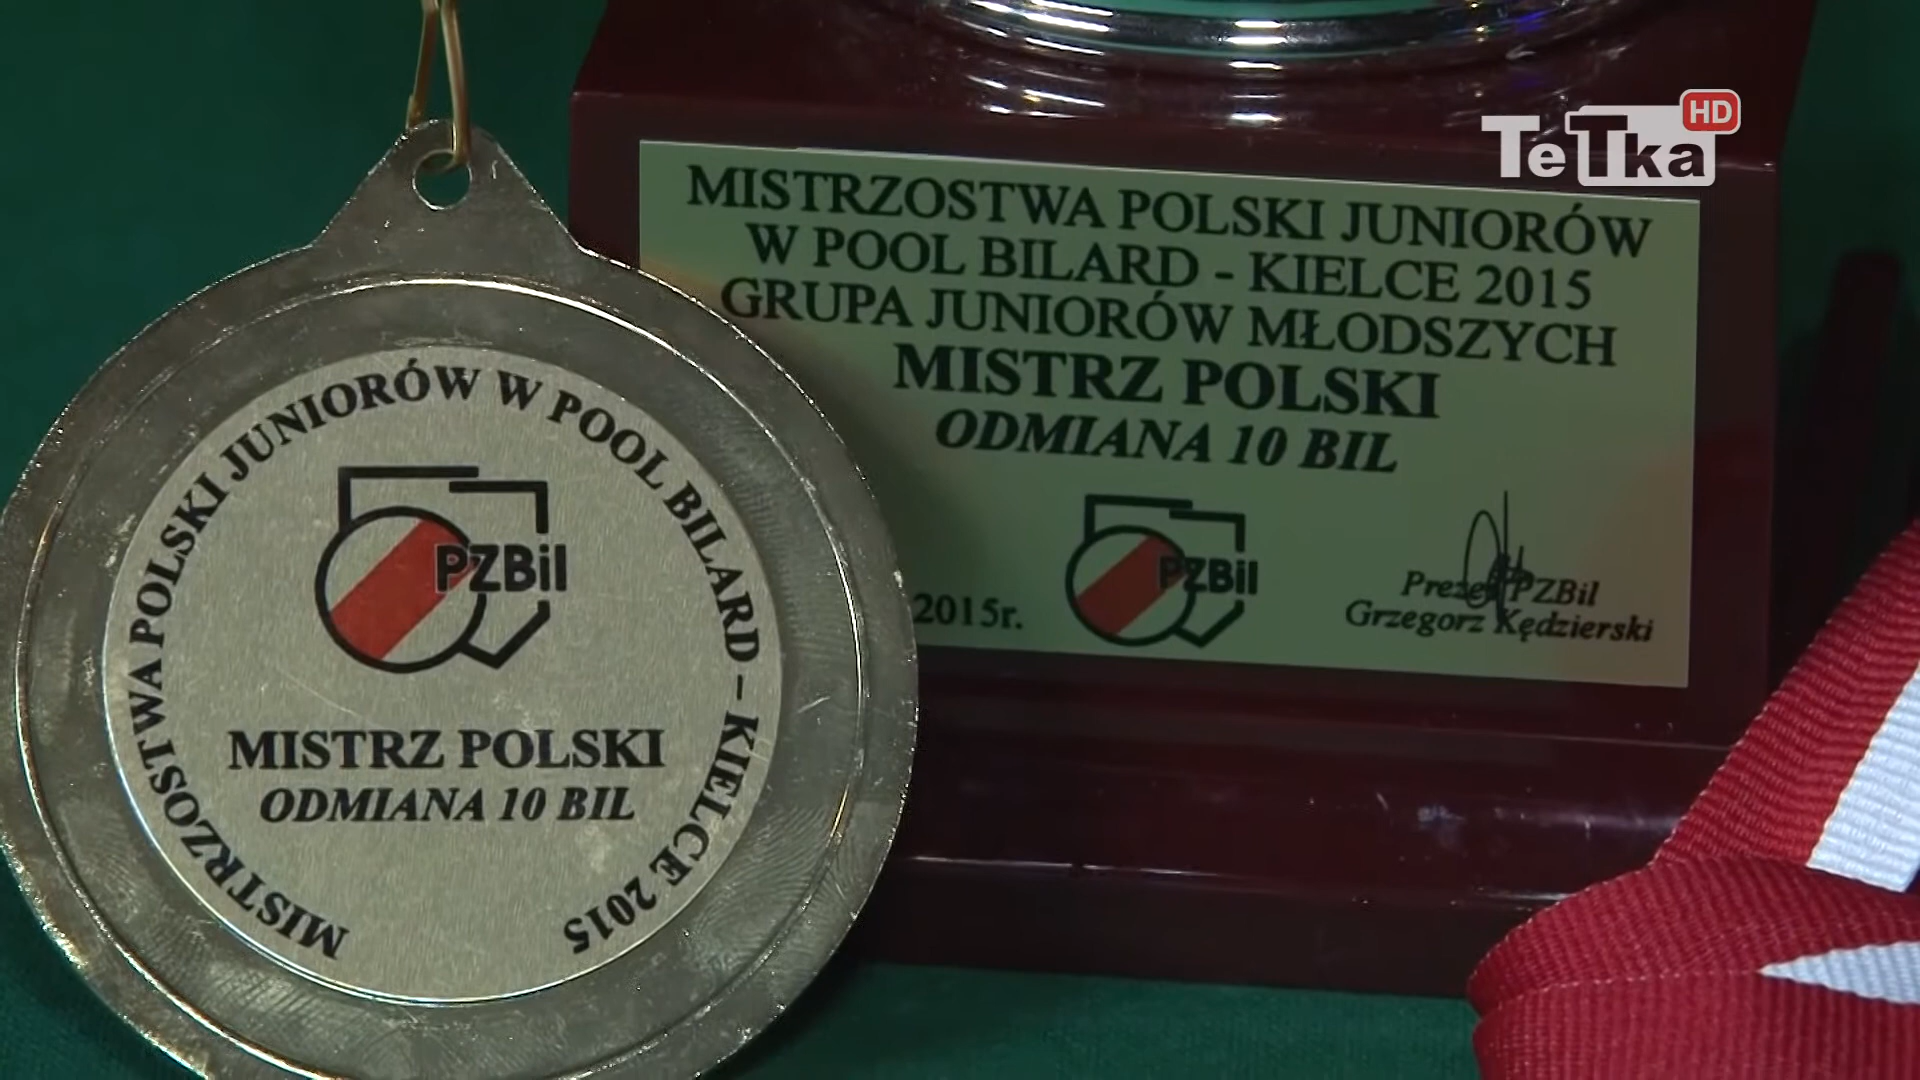 MISTRZOSTWA POLSKI JUNIORÓW W POOL BILARD – KIELCE 2015
PZBil
MISTRZ POLSKI
ODMIANA 10 BIL
MISTRZOSTWA POLSKI JUNIORÓW
W POOL BILARD - KIELCE 2015
GRUPA JUNIORÓW MŁODSZYCH
MISTRZ POLSKI
ODMIANA 10 BIL
2015r.
PZBil
Prezes PZBil
Grzegorz Kędzierski
TeTka HD